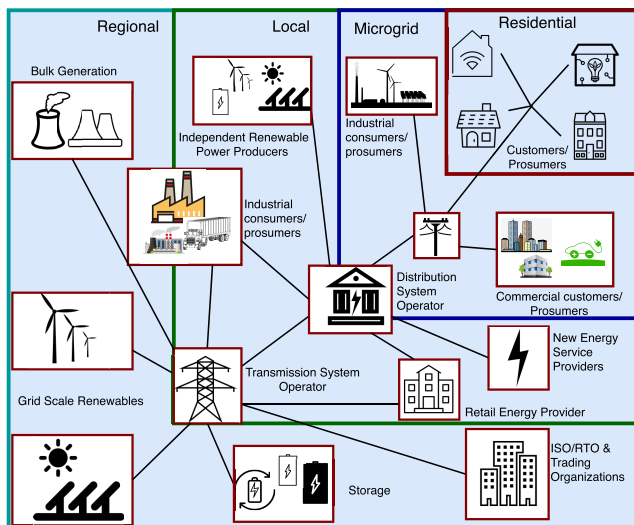 Regional
Local
Microgrid
Residential
Bulk Generation
Independent Renewable
Power Producers
Industrial
consumers/
prosumers
Customers/
Prosumers
Industrial
consumers/
prosumers
Distribution
System
Operator
Commercial customers/
Prosumers
New Energy
Service
Providers
Transmission System
Operator
Grid Scale Renewables
Retail Energy Provider
Storage
ISO/RTO &
Trading
Organizations